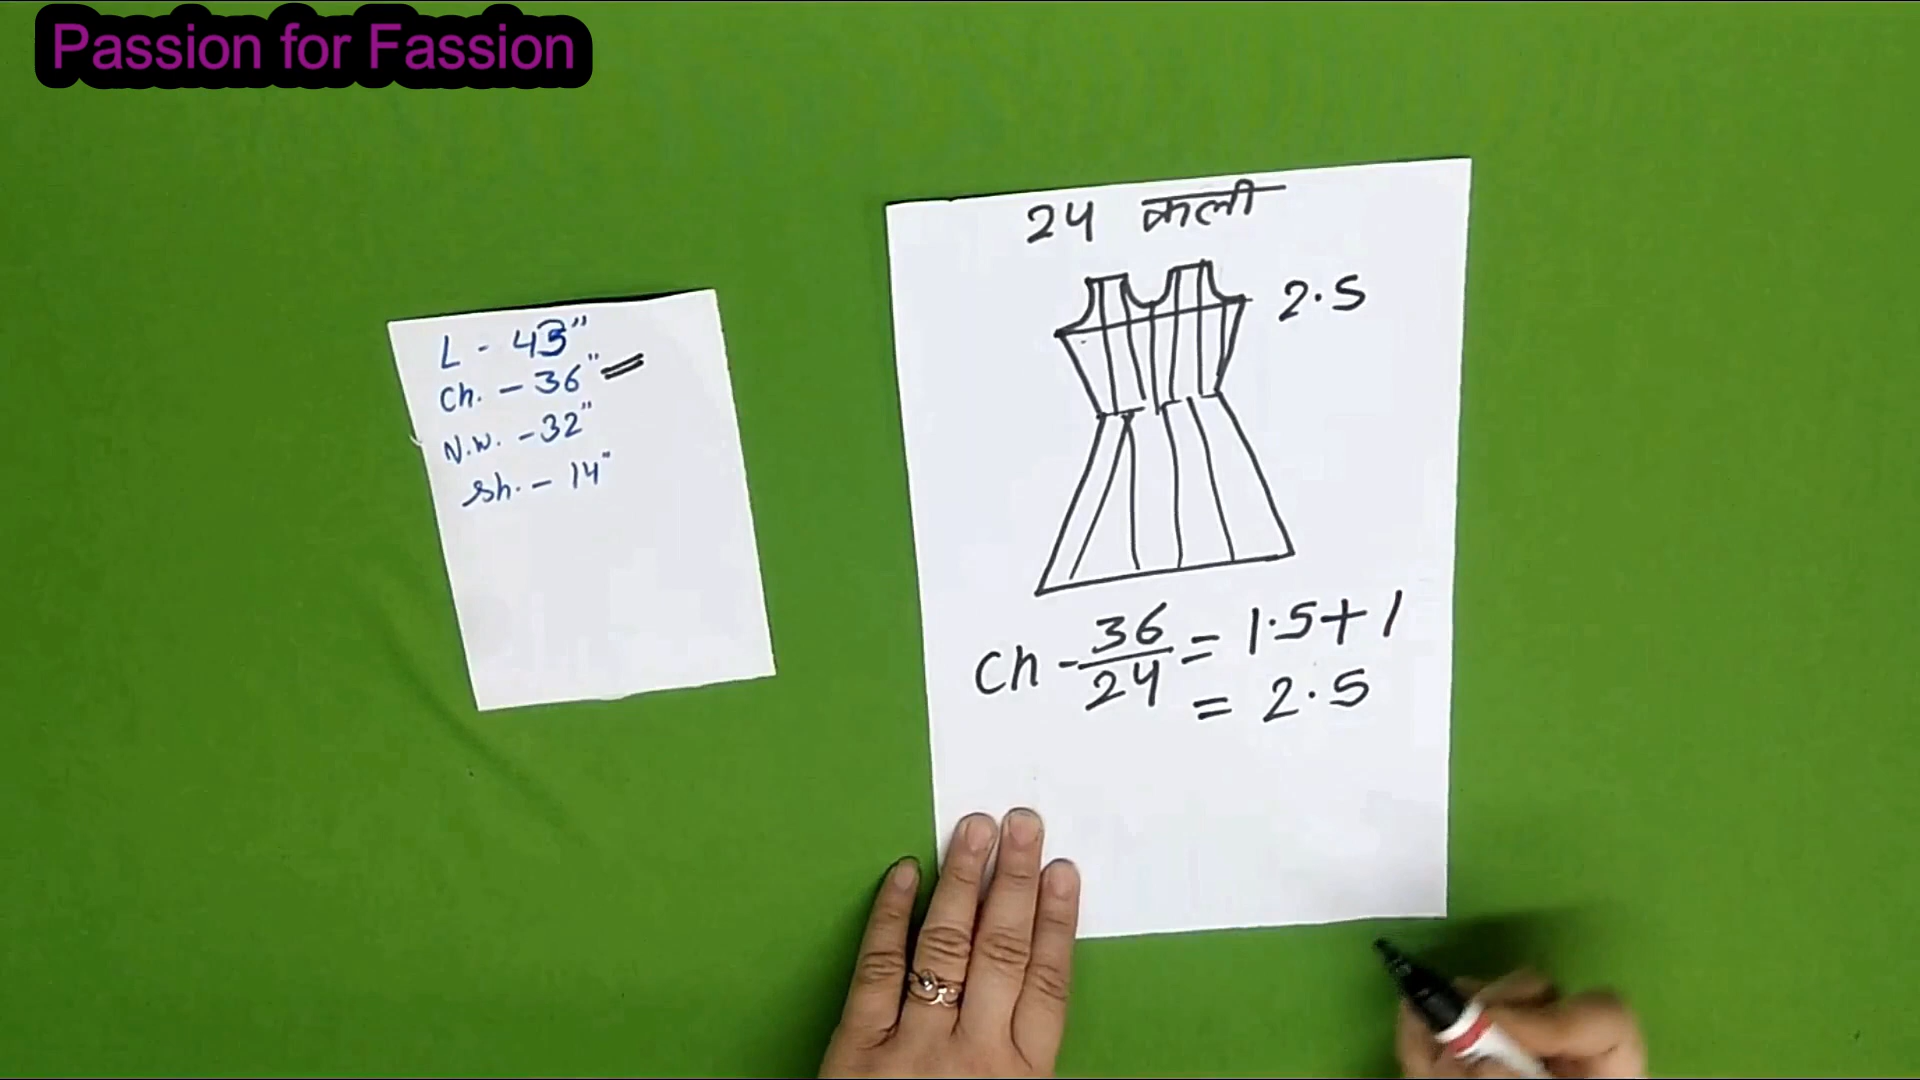 Passion for Fassion
L - 43"
Ch. - 36"
N.W. - 32"
Sh. - 14"
24 कली
2.5
Ch - 36/24 = 1.5+1
= 2.5